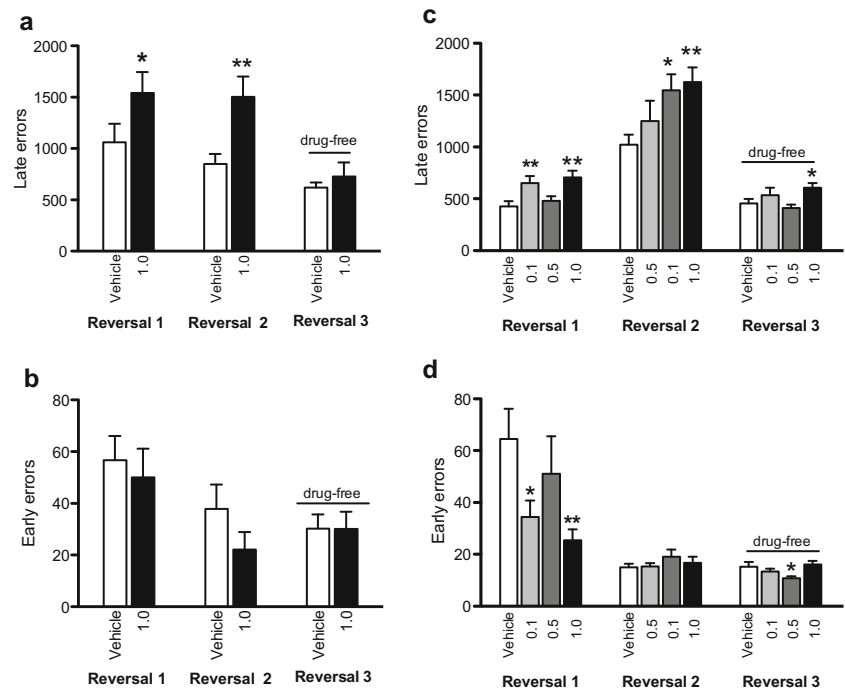 a
2000
1500
1000
500
0
Late errors
*
**
drug-free
Vehicle
1.0
Vehicle
1.0
Vehicle
1.0
Reversal 1
Reversal 2
Reversal 3
b
80
60
40
20
0
Early errors
drug-free
Vehicle
1.0
Vehicle
1.0
Vehicle
1.0
Reversal 1
Reversal 2
Reversal 3
c
2000
1500
1000
500
0
Late errors
**
**
*
**
drug-free
*
Vehicle
0.1
0.5
1.0
Vehicle
0.5
0.1
1.0
Vehicle
0.1
0.5
1.0
Reversal 1
Reversal 2
Reversal 3
d
80
60
40
20
0
Early errors
*
**
drug-free
*
Vehicle
0.1
0.5
1.0
Vehicle
0.5
0.1
1.0
Vehicle
0.1
0.5
1.0
Reversal 1
Reversal 2
Reversal 3